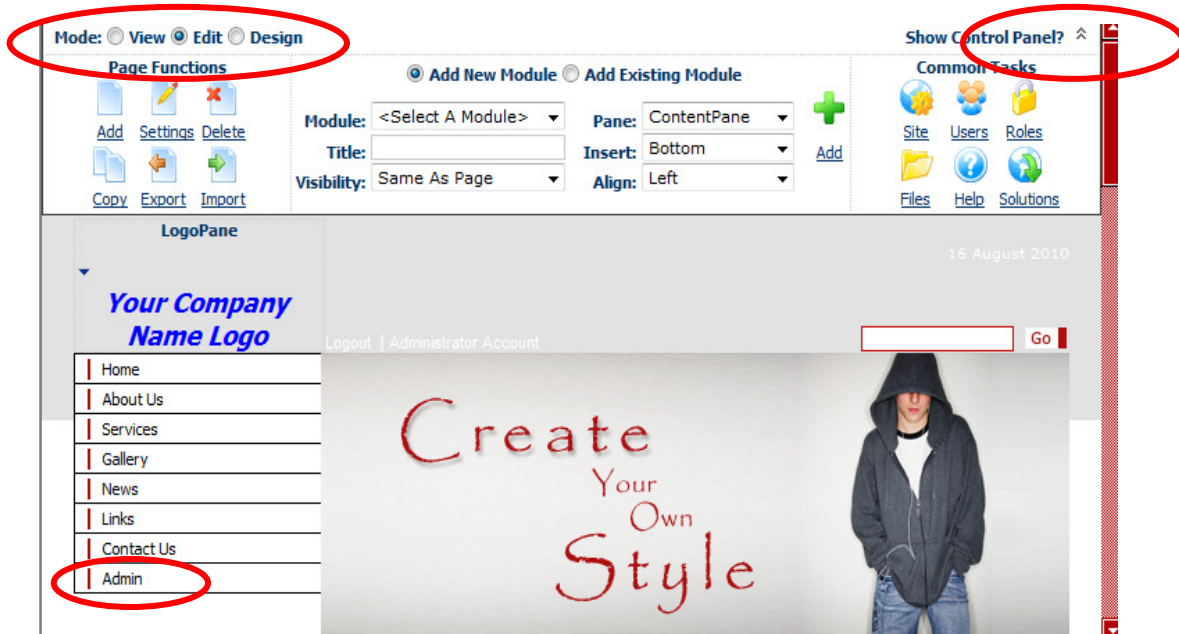 Mode: View Edit Design Show Control Panel?
Page Functions Add New Module Add Existing Module Common Tasks
Module: <Select A Module> Pane: ContentPane
Add Settings Delete Add Site Users Roles
Title: Insert: Bottom
Visibility: Same As Page Align: Left
Copy Export Import Files Help Solutions
LogoPane
16 August 2010
Your Company
Name Logo
Logout | Administrator Account Go
Home
About Us
Services
Gallery
News
Links
Contact Us
Admin
Create
Your
Own
Style